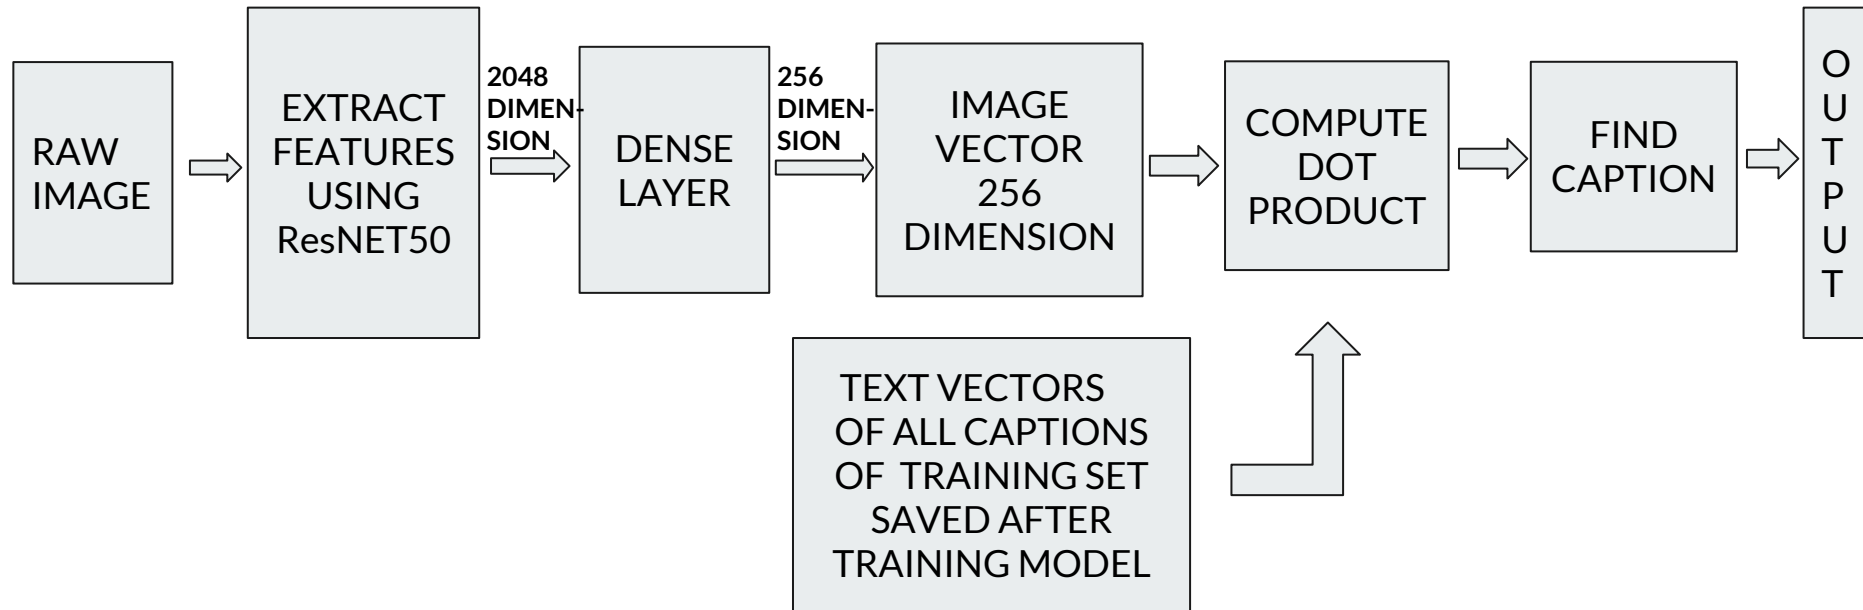 RAW
IMAGE
EXTRACT
FEATURES
USING
ResNET50
2048
DIMEN-
SION
DENSE
LAYER
256
DIMEN-
SION
IMAGE
VECTOR
256
DIMENSION
COMPUTE
DOT
PRODUCT
FIND
CAPTION
O
U
T
P
U
T
TEXT VECTORS
OF ALL CAPTIONS
OF TRAINING SET
SAVED AFTER
TRAINING MODEL